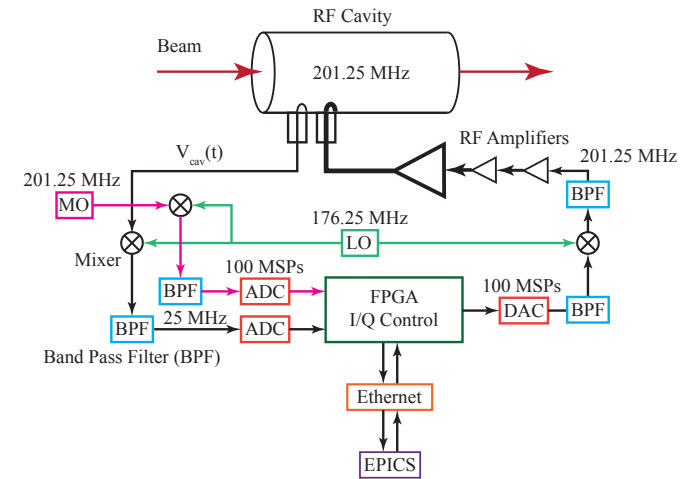 RF Cavity
Beam
201.25 MHz
RF Amplifiers
V_cav(t)
201.25 MHz
201.25 MHz
MO
BPF
176.25 MHz
LO
Mixer
100 MSPs
BPF
ADC
FPGA
I/Q Control
100 MSPs
DAC
BPF
BPF
25 MHz
ADC
Band Pass Filter (BPF)
Ethernet
EPICS